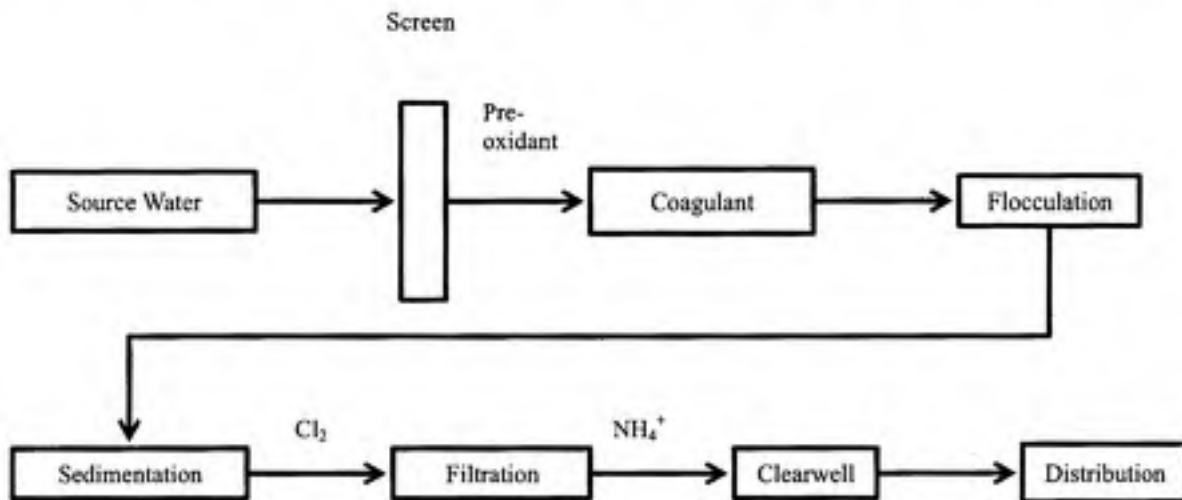 Screen
Pre-
oxidant
Source Water
Coagulant
Flocculation
Cl₂
NH₄⁺
Sedimentation
Filtration
Clearwell
Distribution